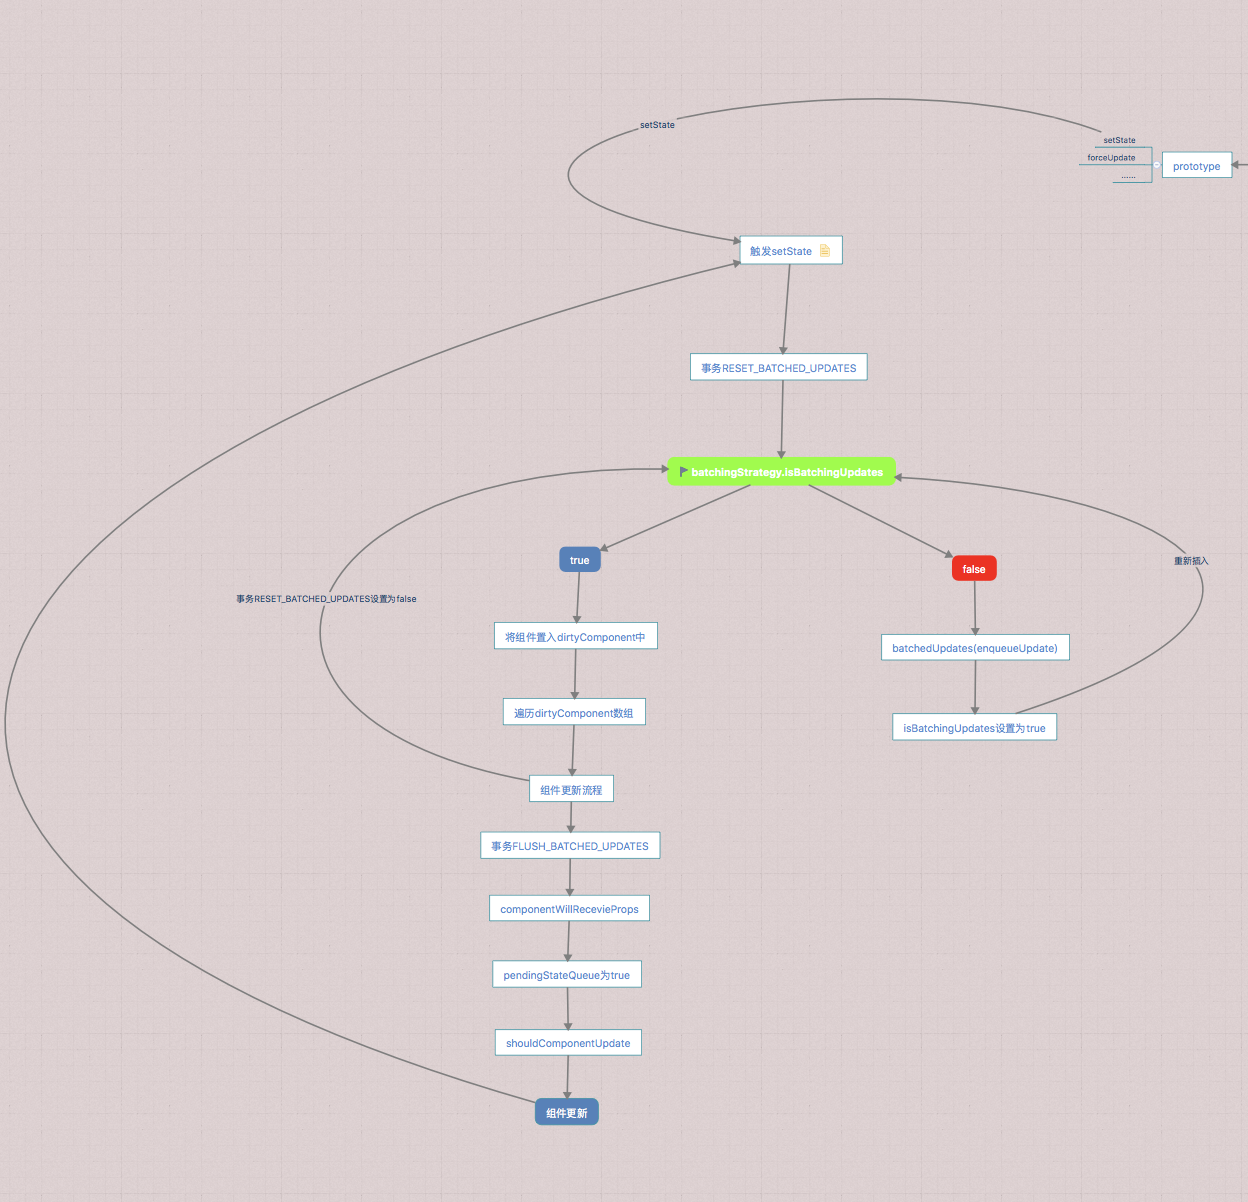 setState
setState
forceUpdate
......
prototype
触发setState
事务RESET_BATCHED_UPDATES
batchingStrategy.isBatchingUpdates
true
false
重新插入
事务RESET_BATCHED_UPDATES设置为false
将组件置入dirtyComponent中
batchedUpdates(enqueueUpdate)
遍历dirtyComponent数组
isBatchingUpdates设置为true
组件更新流程
事务FLUSH_BATCHED_UPDATES
componentWillRecevieProps
pendingStateQueue为true
shouldComponentUpdate
组件更新